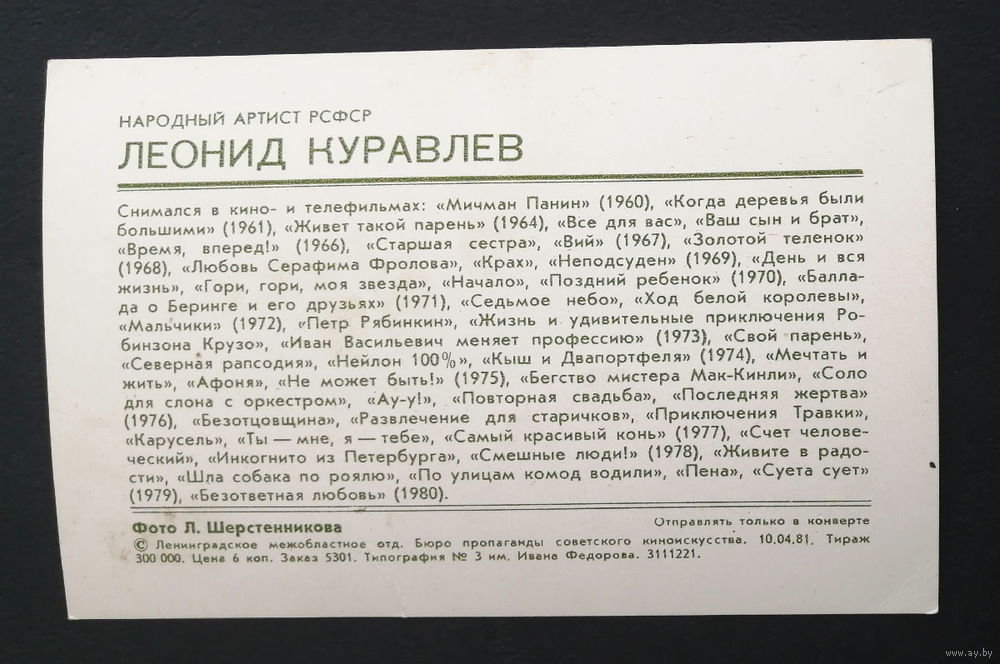 НАРОДНЫЙ АРТИСТ РСФСР
ЛЕОНИД КУРАВЛЕВ
Снимался в кино- и телефильмах: «Мичман Панин» (1960), «Когда деревья были
большими» (1961), «Живет такой парень» (1964), «Все для вас», «Ваш сын и брат»,
«Время, вперед!» (1966), «Старшая сестра», «Вий» (1967), «Золотой теленок»
(1968), «Любовь Серафима Фролова», «Крах», «Неподсуден» (1969), «День и вся
жизнь», «Гори, гори, моя звезда», «Начало», «Поздний ребенок» (1970), «Балла-
да о Беринге и его друзьях» (1971), «Седьмое небо», «Ход белой королевы»,
«Мальчики» (1972), «Петр Рябинкин», «Жизнь и удивительные приключения Ро-
бинзона Крузо», «Иван Васильевич меняет профессию» (1973), «Свой парень»,
«Северная рапсодия», «Нейлон 100%», «Кыш и Двапортфеля» (1974), «Мечтать и
жить», «Афоня», «Не может быть!» (1975), «Бегство мистера Мак-Кинли», «Соло
для слона с оркестром», «Ау-у!», «Повторная свадьба», «Последняя жертва»
(1976), «Безотцовщина», «Развлечение для старичков», «Приключения Травки»,
«Карусель», «Ты — мне, я — тебе», «Самый красивый конь» (1977), «Счет челове-
ческий», «Инкогнито из Петербурга», «Смешные люди!» (1978), «Живите в радо-
сти», «Шла собака по роялю», «По улицам комод водили», «Пена», «Суета сует»
(1979), «Безответная любовь» (1980).
Фото Л. Шерстенникова
Отправлять только в конверте
© Ленинградское межобластное отд. Бюро пропаганды советского киноискусства. 10.04.81. Тираж
300 000. Цена 6 коп. Заказ 5301. Типография № 3 им. Ивана Федорова. 3111221.
www.ay.by